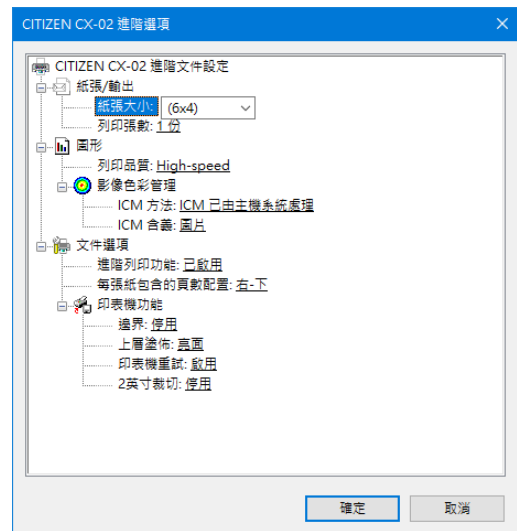 CITIZEN CX-02 進階選項
CITIZEN CX-02 進階文件設定
紙張/輸出
紙張大小: (6x4)
列印張數: 1 份
圖形
列印品質: High-speed
影像色彩管理
ICM 方法: ICM 已由主機系統處理
ICM 含義: 圖片
文件選項
進階列印功能: 已啟用
每張紙包含的頁數配置: 右-下
印表機功能
邊界: 停用
上層塗佈: 亮面
印表機重試: 啟用
2英寸裁切: 停用
確定 取消